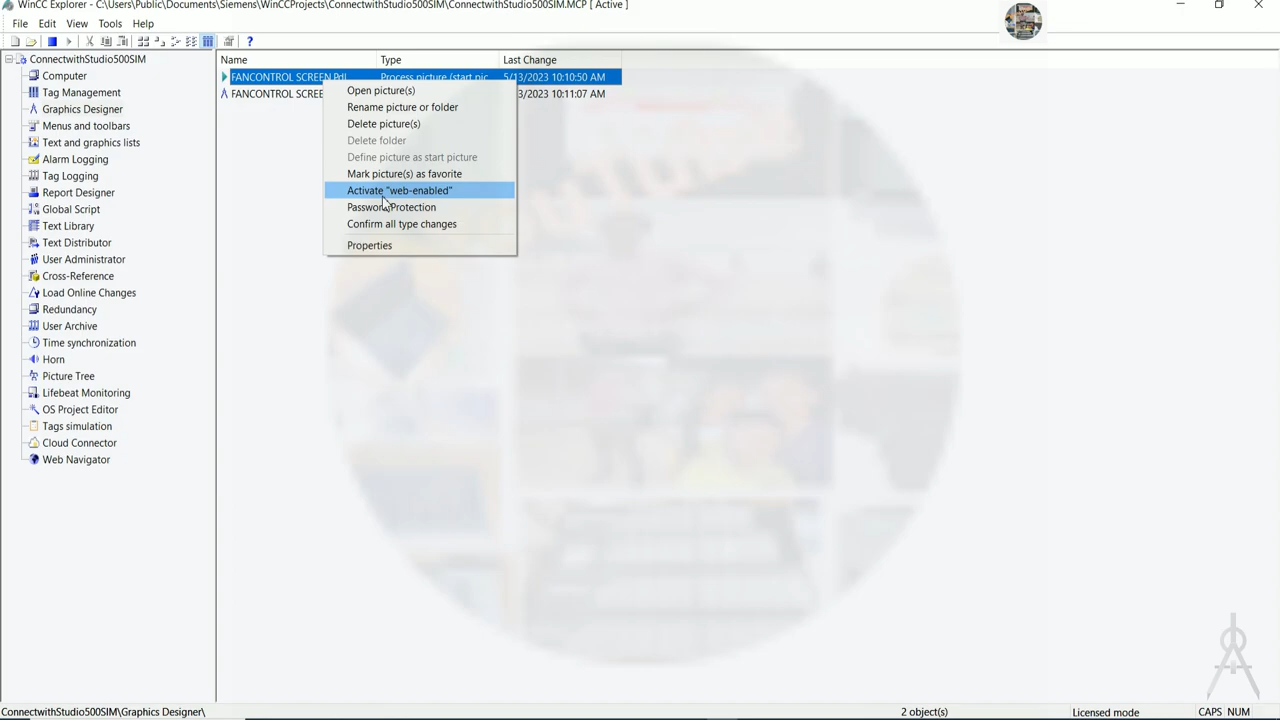 WinCC Explorer - C:\Users\Public\Documents\Siemens\WinCCProjects\ConnectwithStudio500SIM\ConnectwithStudio500SIM.MCP [ Active ]
File Edit View Tools Help
ConnectwithStudio500SIM
Computer
Tag Management
Graphics Designer
Menus and toolbars
Text and graphics lists
Alarm Logging
Tag Logging
Report Designer
Global Script
Text Library
Text Distributor
User Administrator
Cross-Reference
Load Online Changes
Redundancy
User Archive
Time synchronization
Horn
Picture Tree
Lifebeat Monitoring
OS Project Editor
Tags simulation
Cloud Connector
Web Navigator
Name Type Last Change
FANCONTROL SCREEN.Pdl Process picture (start pic... 5/13/2023 10:10:50 AM
FANCONTROL 3/2023 10:11:07 AM
Open picture(s)
Rename picture or folder
Delete picture(s)
Delete folder
Define picture as start picture
Mark picture(s) as favorite
Activate "web-enabled"
Password Protection
Confirm all type changes
Properties
ConnectwithStudio500SIM\Graphics Designer\ 2 object(s) Licensed mode CAPS NUM